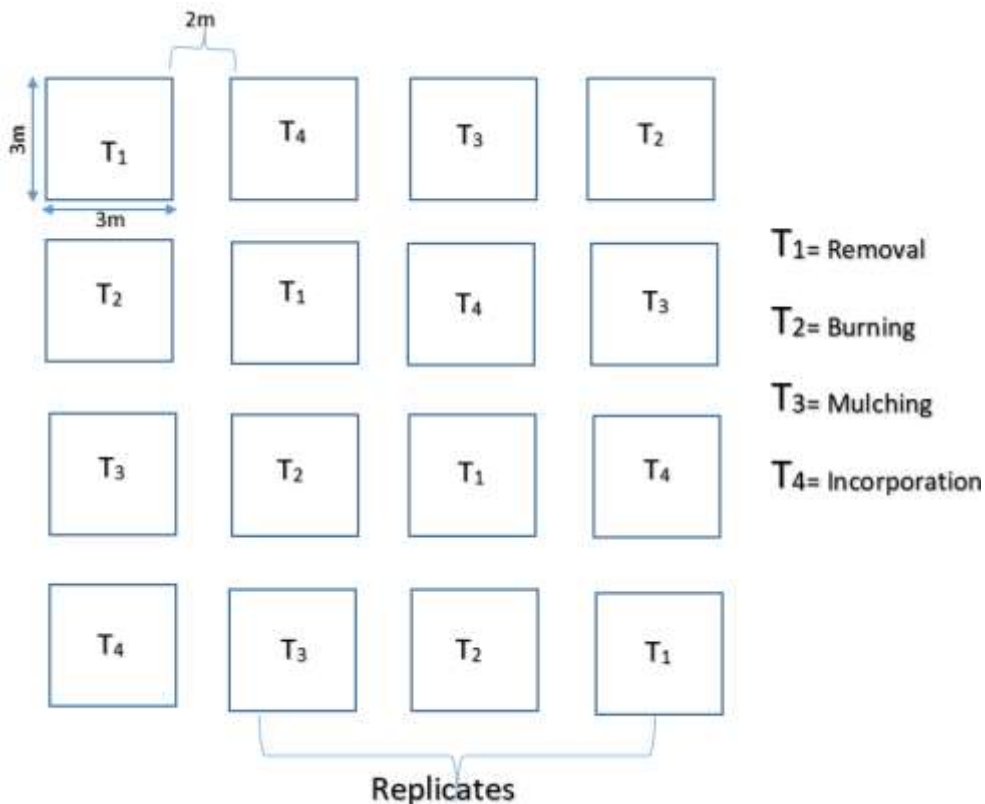 2m
3m
T₁
T₄
T₃
T₂
3m
T₂
T₁
T₄
T₃
T₃
T₂
T₁
T₄
T₄
T₃
T₂
T₁
Replicates
T₁= Removal
T₂= Burning
T₃= Mulching
T₄= Incorporation